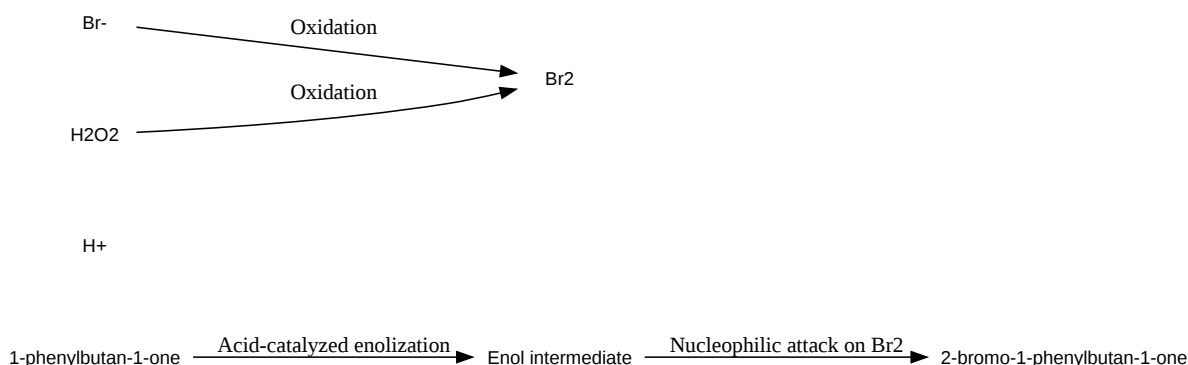 Br-
Oxidation
Br2
Oxidation
H2O2
H+
1-phenylbutan-1-one Acid-catalyzed enolization Enol intermediate Nucleophilic attack on Br2 2-bromo-1-phenylbutan-1-one